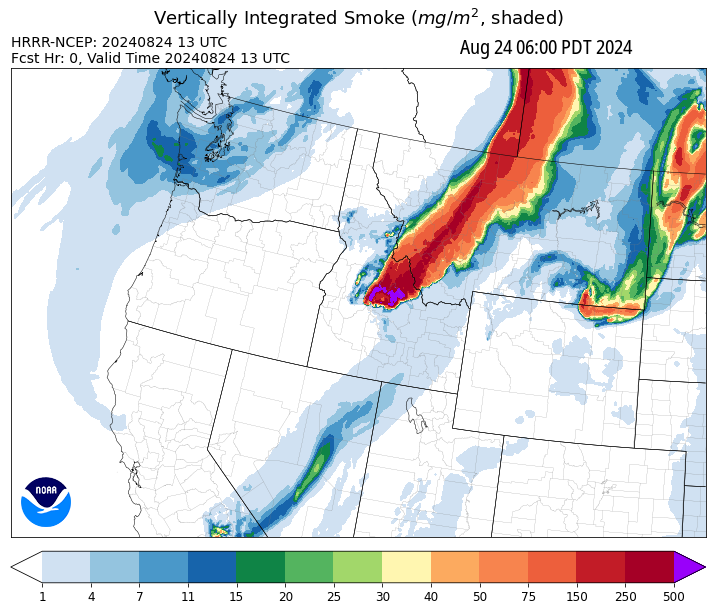 Vertically Integrated Smoke (mg/m², shaded)
HRRR-NCEP: 20240824 13 UTC
Fcst Hr: 0, Valid Time 20240824 13 UTC
Aug 24 06:00 PDT 2024
NOAA
1 4 7 11 15 20 25 30 40 50 75 150 250 500